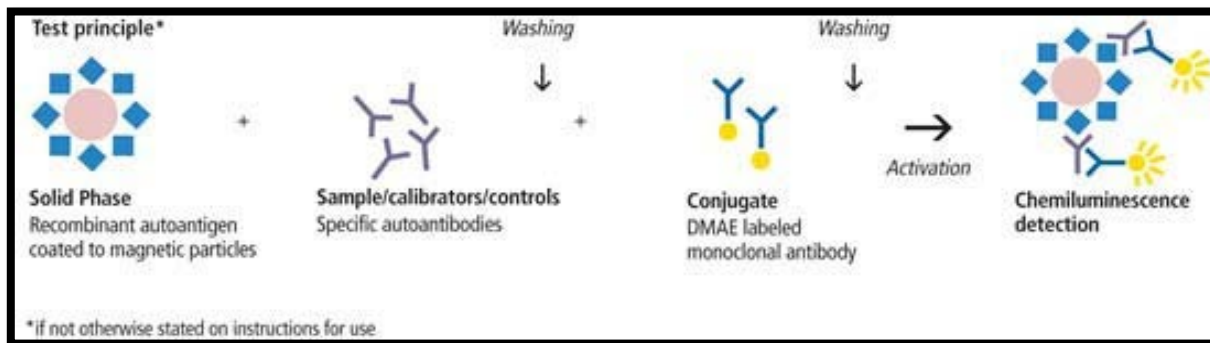 Test principle*
Washing
Washing
+
+
Activation
Solid Phase
Recombinant autoantigen
coated to magnetic particles
Sample/calibrators/controls
Specific autoantibodies
Conjugate
DMAE labeled
monoclonal antibody
Chemiluminescence
detection
*if not otherwise stated on instructions for use